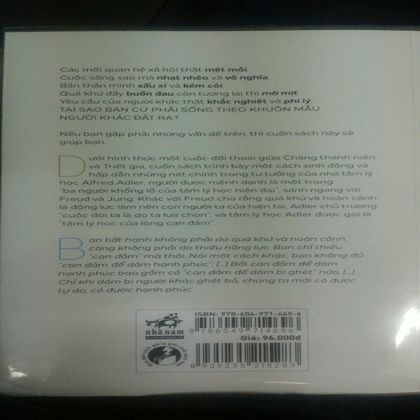 Các mối quan hệ xã hội thật mệt mỏi.
Cuộc sống sao mà nhạt nhẽo và vô nghĩa.
Bản thân mình xấu xí và kém cỏi.
Quá khứ đầy buồn đau còn tương lai thì mờ mịt.
Yêu cầu của người khác thật khắc nghiệt và phi lý.
TẠI SAO BẠN CỨ PHẢI SỐNG THEO KHUÔN MẪU
NGƯỜI KHÁC ĐẶT RA?
Nếu bạn gặp phải những vấn đề trên, thì cuốn sách này sẽ
giúp bạn.
Dưới hình thức một cuộc đối thoại giữa Chàng thanh niên
và Triết gia, cuốn sách trình bày một cách sinh động và
hấp dẫn những nét chính trong tư tưởng của nhà tâm lý
học Alfred Adler, người được mệnh danh là một trong
"ba người khổng lồ của tâm lý học hiện đại", sánh ngang với
Freud và Jung. Khác với Freud cho rằng quá khứ và hoàn cảnh
là động lực làm nên con người ta của hiện tại, Adler chủ trương
"cuộc đời ta là do ta lựa chọn", và tâm lý học Adler được gọi là
"tâm lý học của lòng can đảm".
Bạn bất hạnh không phải do quá khứ và hoàn cảnh,
càng không phải do thiếu năng lực. Bạn chỉ thiếu
"can đảm" mà thôi. Nói một cách khác, bạn không đủ
"can đảm để dám hạnh phúc". [...] Bởi can đảm để dám
hạnh phúc bao gồm cả "can đảm để dám bị ghét" nữa. [...]
Chỉ khi dám bị người khác ghét bỏ, chúng ta mới có được
tự do, có được hạnh phúc.
ISBN: 978-604-971-469-6
9 786049 714696
nhã nam
Giá: 96.000đ
8 935235 215283